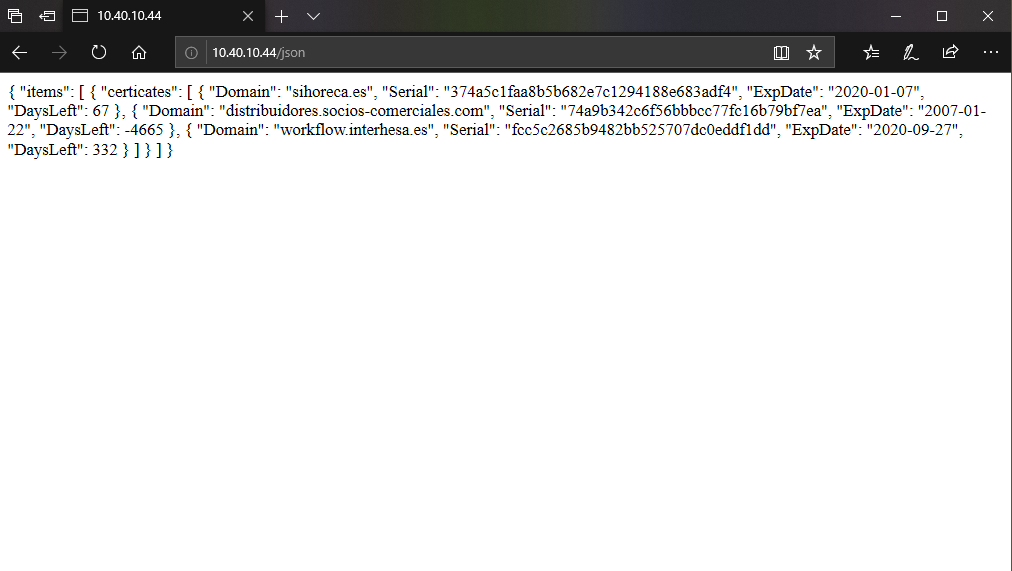 10.40.10.44
10.40.10.44/json
{ "items": [ { "certicates": [ { "Domain": "sihoreca.es", "Serial": "374a5c1faa8b5b682e7c1294188e683adf4", "ExpDate": "2020-01-07",
"DaysLeft": 67 }, { "Domain": "distribuidores.socios-comerciales.com", "Serial": "74a9b342c6f56bbbcc77fc16b79bf7ea", "ExpDate": "2007-01-
22", "DaysLeft": -4665 }, { "Domain": "workflow.interhesa.es", "Serial": "fcc5c2685b9482bb525707dc0eddf1dd", "ExpDate": "2020-09-27",
"DaysLeft": 332 } ] } ] }